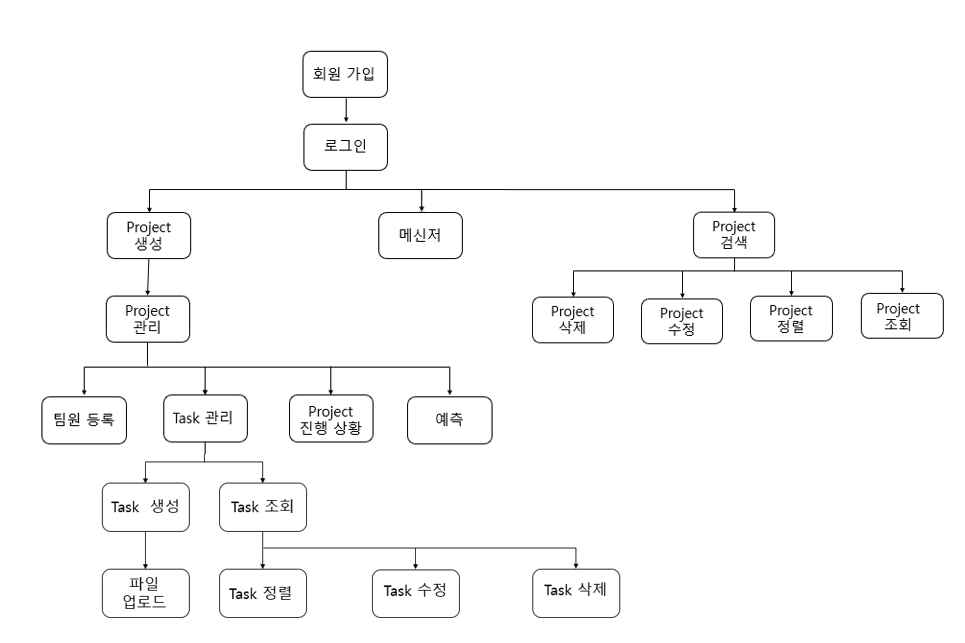 회원 가입
로그인
Project
생성
메신저
Project
검색
Project
관리
Project
삭제
Project
수정
Project
정렬
Project
조회
팀원 등록
Task 관리
Project
진행 상황
예측
Task 생성
Task 조회
파일
업로드
Task 정렬
Task 수정
Task 삭제